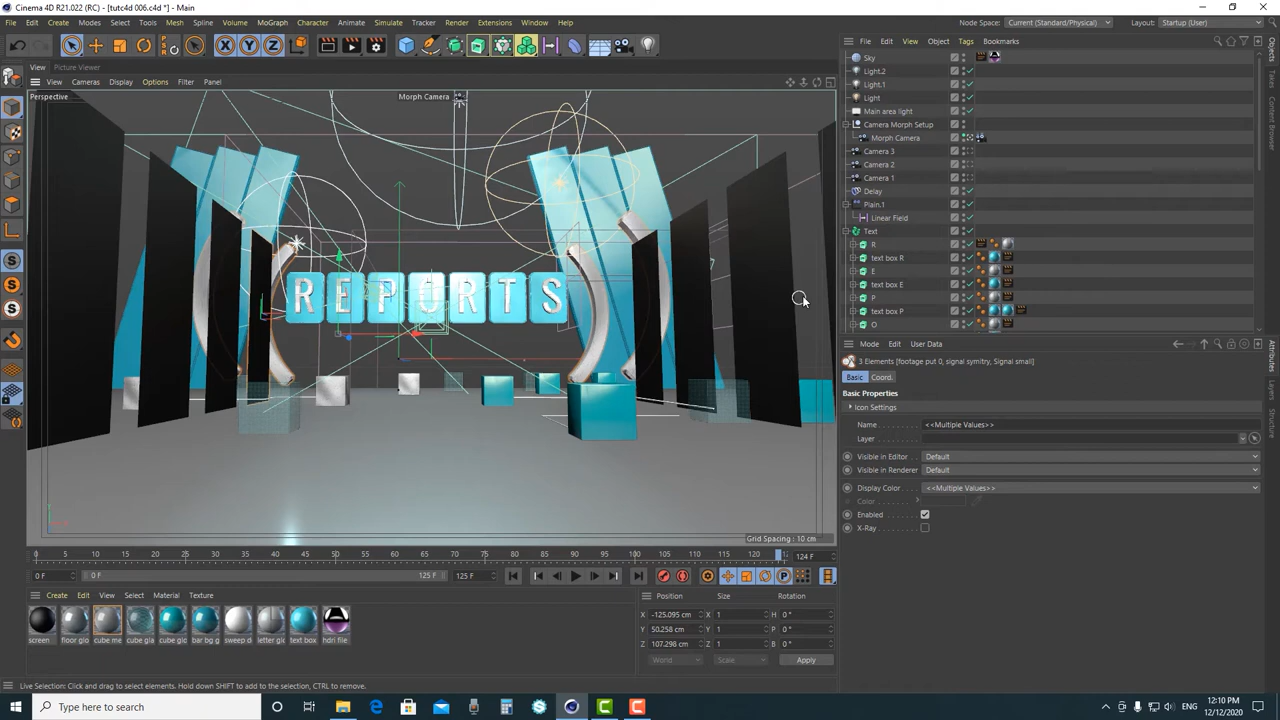 Cinema 4D R21.022 (RC) - [tutc4d 006.c4d *] - Main
File Edit Create Modes Select Tools Mesh Spline Volume MoGraph Character Animate Simulate Tracker Render Extensions Window Help
Node Space: Current (Standard/Physical) Layout: Startup (User)
View Picture Viewer
View Cameras Display Options Filter Panel
Perspective
Morph Camera
REPORTS
Grid Spacing : 10 cm
File Edit View Object Tags Bookmarks
Sky
Light.2
Light.1
Light
Main area light
Camera Morph Setup
Morph Camera
Camera 3
Camera 2
Camera 1
Delay
Plain.1
Linear Field
Text
R
text box R
E
text box E
P
text box P
O
Objects
Content Browser
Mode Edit User Data
3 Elements [footage put 0, signal symitry, Signal small]
Basic Coord.
Basic Properties
Icon Settings
Name <<Multiple Values>>
Layer
Visible in Editor Default
Visible in Renderer Default
Display Color <<Multiple Values>>
Color
Enabled
X-Ray
Attributes
Layers
Structure
0 5 10 15 20 25 30 35 40 45 50 55 60 65 70 75 80 85 90 95 100 105 110 115 120 124 F
0 F 0 F 125 F 125 F
Create Edit View Select Material Texture
screen floor glo cube me cube gla cube glo bar bg g sweep d letter glo text box hdri file
Position Size Rotation
X -125.095 cm X 1 H 0 °
Y 50.258 cm Y 1 P 0 °
Z 107.298 cm Z 1 B 0 °
World Scale Apply
Live Selection: Click and drag to select elements. Hold down SHIFT to add to the selection, CTRL to remove.
Type here to search
ENG
12:10 PM
12/12/2020